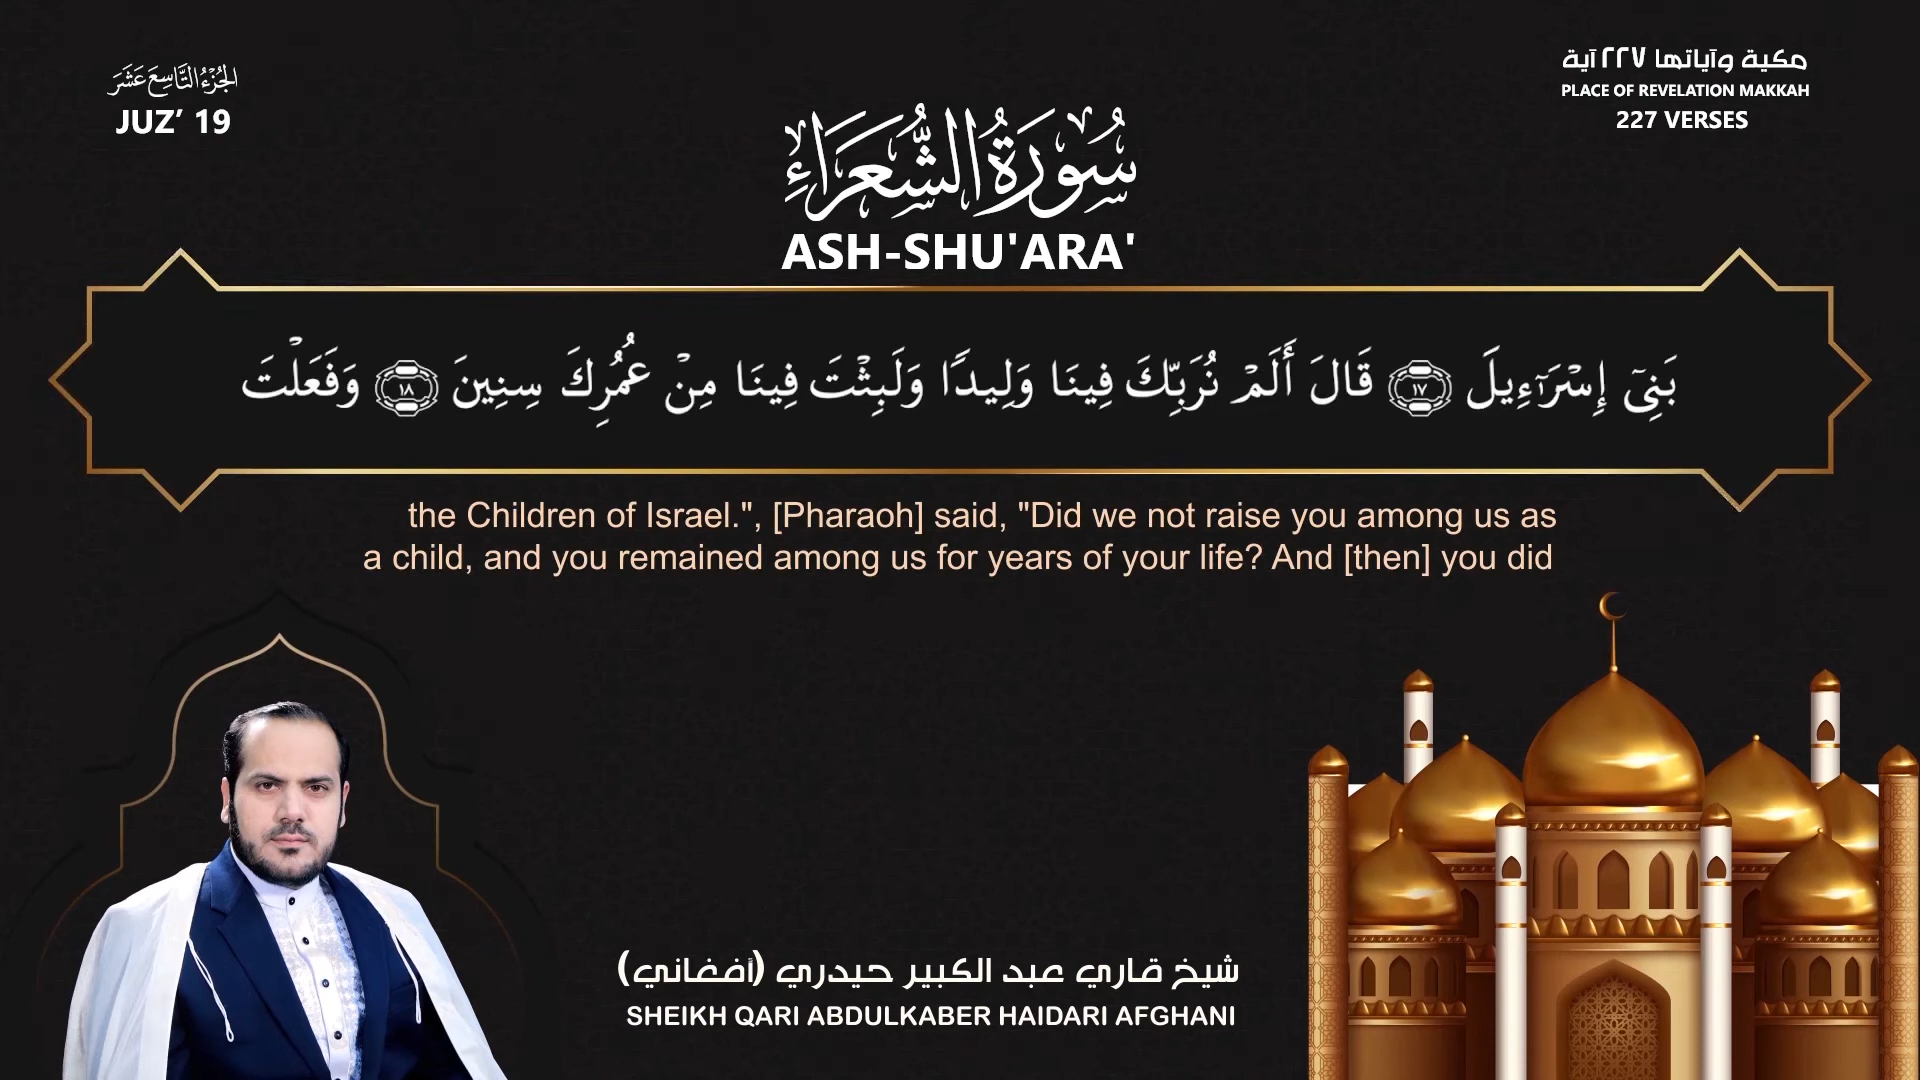 الجُزْءُ التَّاسِعَ عَشَرَ
JUZ’ 19
مكية وآياتها ٢٢٧ آية
PLACE OF REVELATION MAKKAH
227 VERSES
سُورَةُ الشُّعَرَاءِ
ASH-SHU'ARA'
بَنِىٓ إِسْرَٰٓءِيلَ ١٧ قَالَ أَلَمْ نُرَبِّكَ فِينَا وَلِيدًا وَلَبِثْتَ فِينَا مِنْ عُمُرِكَ سِنِينَ ١٨ وَفَعَلْتَ
the Children of Israel.", [Pharaoh] said, "Did we not raise you among us as
a child, and you remained among us for years of your life? And [then] you did
شيخ قاري عبد الكبير حيدري (أفغاني)
SHEIKH QARI ABDULKABER HAIDARI AFGHANI